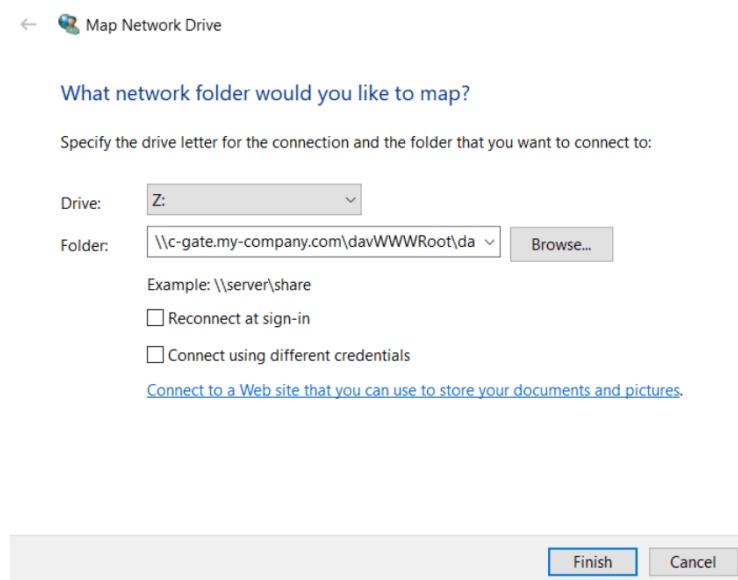 Map Network Drive
What network folder would you like to map?
Specify the drive letter for the connection and the folder that you want to connect to:
Drive: Z:
Folder: \\c-gate.my-company.com\davWWWRoot\da Browse...
Example: \\server\share
Reconnect at sign-in
Connect using different credentials
Connect to a Web site that you can use to store your documents and pictures.
Finish Cancel